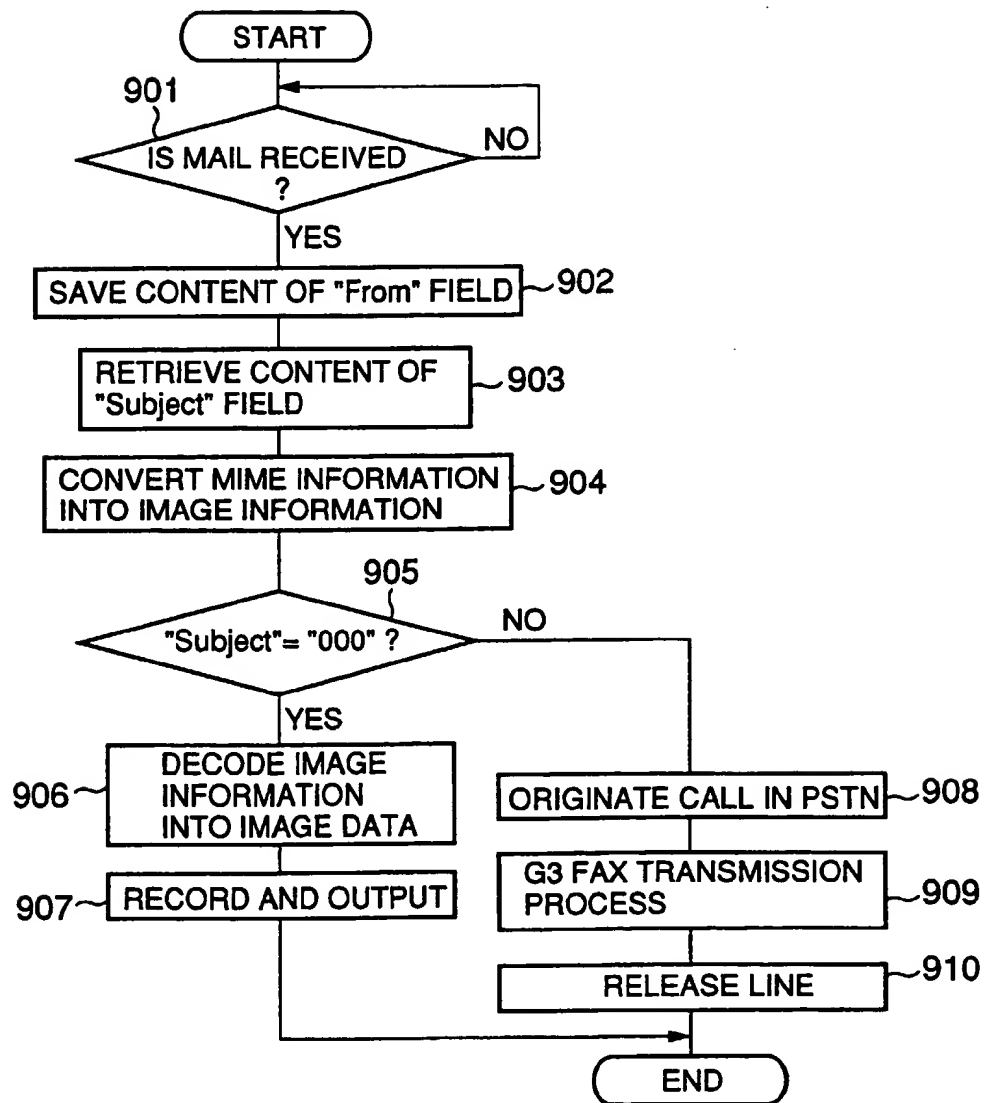 START
901
IS MAIL RECEIVED
?
NO
YES
SAVE CONTENT OF "From" FIELD
902
RETRIEVE CONTENT OF
"Subject" FIELD
903
CONVERT MIME INFORMATION
INTO IMAGE INFORMATION
904
905
"Subject"= "000" ?
NO
YES
906
DECODE IMAGE
INFORMATION
INTO IMAGE DATA
907
RECORD AND OUTPUT
ORIGINATE CALL IN PSTN
908
G3 FAX TRANSMISSION
PROCESS
909
RELEASE LINE
910
END